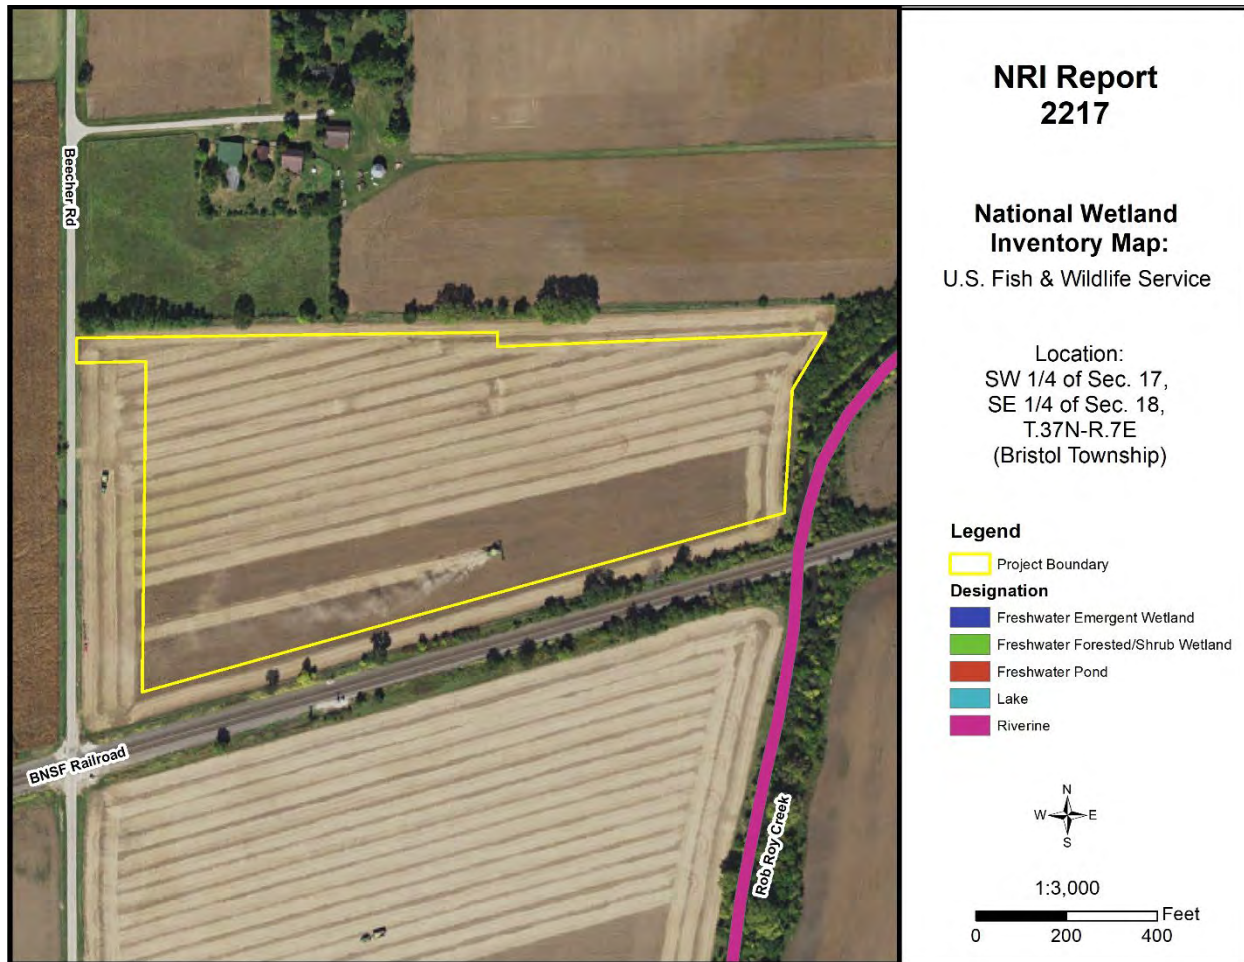 NRI Report
2217
National Wetland
Inventory Map:
U.S. Fish & Wildlife Service
Location:
SW 1/4 of Sec. 17,
SE 1/4 of Sec. 18,
T.37N-R.7E
(Bristol Township)
Legend
Project Boundary
Designation
Freshwater Emergent Wetland
Freshwater Forested/Shrub Wetland
Freshwater Pond
Lake
Riverine
N
W E
S
1:3,000
Feet
0 200 400
Beecher Rd
BNSF Railroad
Rob Roy Creek